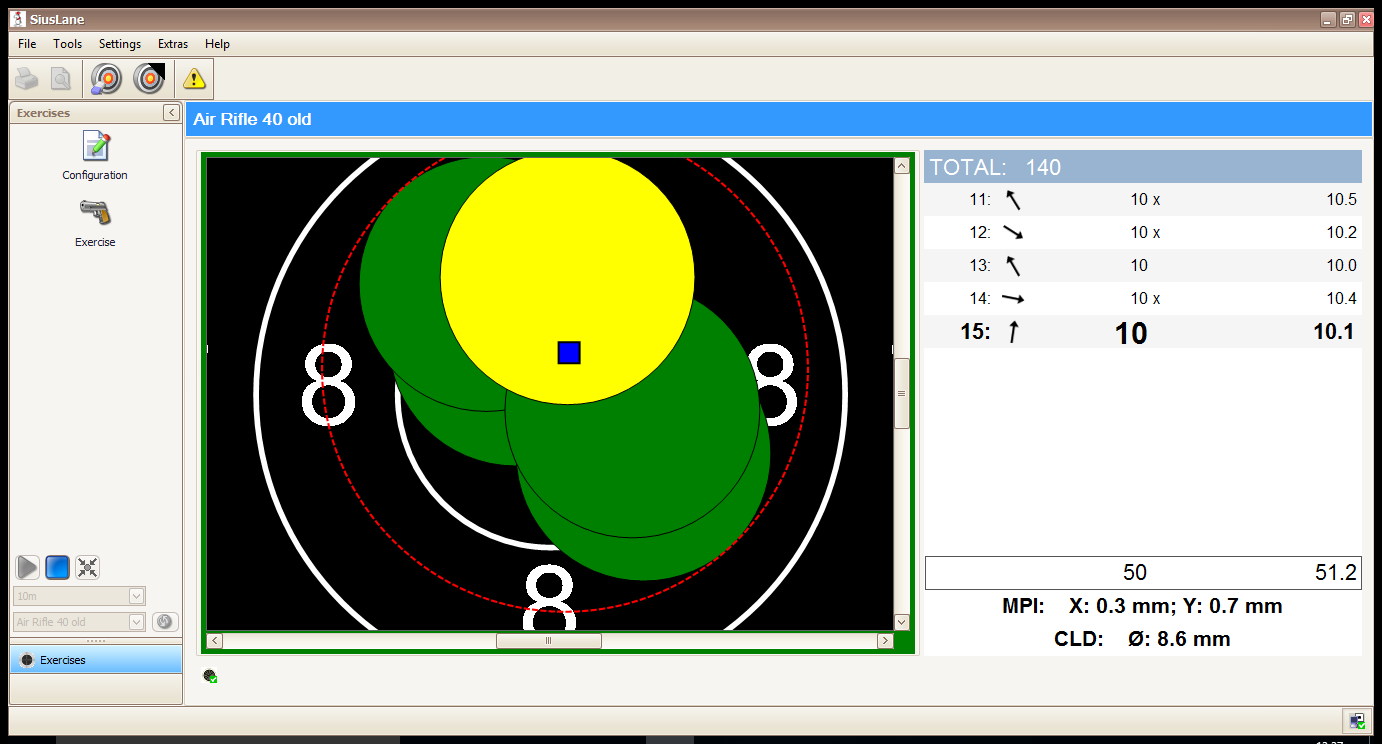 SiusLane
File Tools Settings Extras Help
Exercises
Configuration
Exercise
10m
Air Rifle 40 old
Exercises
Air Rifle 40 old
8 8
8
TOTAL: 140
11: 10 x 10.5
12: 10 x 10.2
13: 10 10.0
14: 10 x 10.4
15: 10 10.1
50 51.2
MPI: X: 0.3 mm; Y: 0.7 mm
CLD: Ø: 8.6 mm